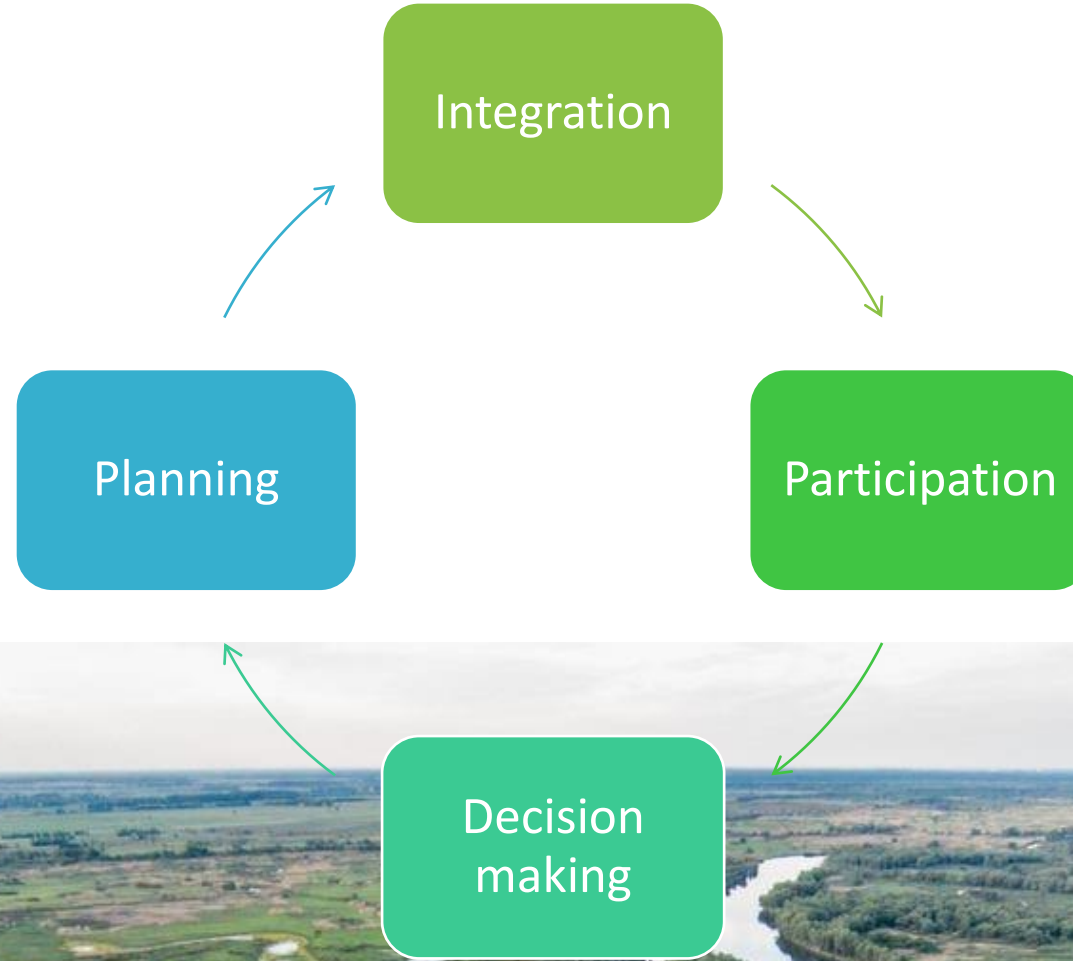 Integration
Participation
Decision
making
Planning